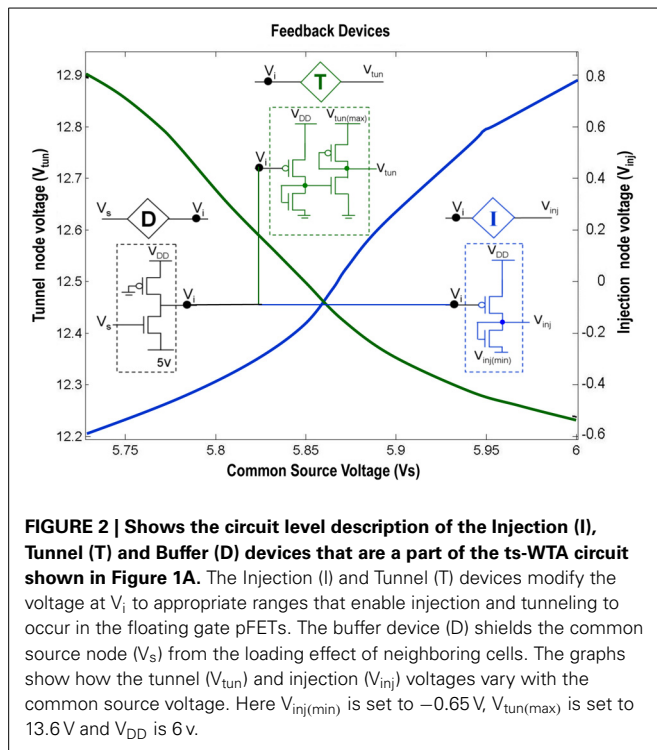 Feedback Devices
Tunnel node voltage (Vtun)
12.9
12.8
12.7
12.6
12.5
12.4
12.3
12.2
Vi
T
Vtun
VDD
Vtun(max)
Vi
Vtun
Vs
D
Vi
VDD
Vi
Vs
5v
Vi
I
Vinj
VDD
Vi
Vinj
Vinj(min)
0.8
0.6
0.4
0.2
0
-0.2
-0.4
-0.6
Injection node voltage (Vinj)
5.75
5.8
5.85
5.9
5.95
6
Common Source Voltage (Vs)
FIGURE 2 | Shows the circuit level description of the Injection (I),
Tunnel (T) and Buffer (D) devices that are a part of the ts-WTA circuit
shown in Figure 1A. The Injection (I) and Tunnel (T) devices modify the
voltage at Vi to appropriate ranges that enable injection and tunneling to
occur in the floating gate pFETs. The buffer device (D) shields the common
source node (Vs) from the loading effect of neighboring cells. The graphs
show how the tunnel (Vtun) and injection (Vinj) voltages vary with the
common source voltage. Here Vinj(min) is set to −0.65 V, Vtun(max) is set to
13.6 V and VDD is 6 v.